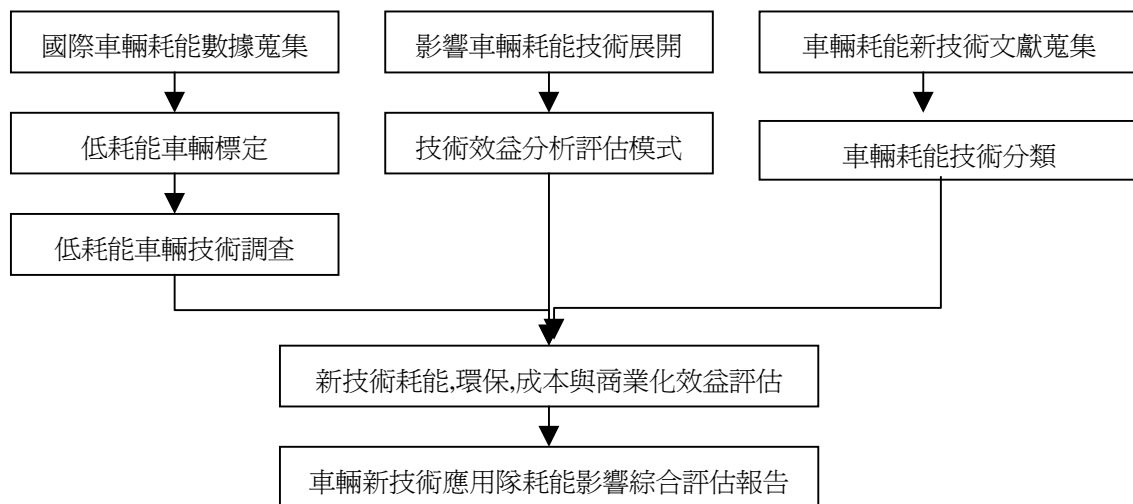 國際車輛耗能數據蒐集
影響車輛耗能技術展開
車輛耗能新技術文獻蒐集
低耗能車輛標定
技術效益分析評估模式
車輛耗能技術分類
低耗能車輛技術調查
新技術耗能,環保,成本與商業化效益評估
車輛新技術應用隊耗能影響綜合評估報告